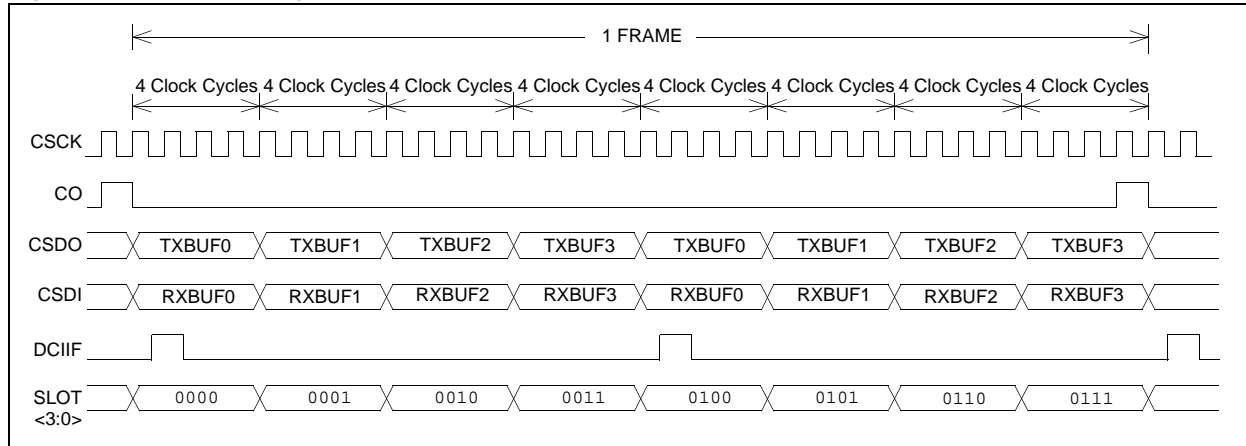 1 FRAME
4 Clock Cycles 4 Clock Cycles 4 Clock Cycles 4 Clock Cycles 4 Clock Cycles 4 Clock Cycles 4 Clock Cycles 4 Clock Cycles
CSCK
CO
CSDO TXBUF0 TXBUF1 TXBUF2 TXBUF3 TXBUF0 TXBUF1 TXBUF2 TXBUF3
CSDI RXBUF0 RXBUF1 RXBUF2 RXBUF3 RXBUF0 RXBUF1 RXBUF2 RXBUF3
DCIIF
SLOT 0000 0001 0010 0011 0100 0101 0110 0111
<3:0>